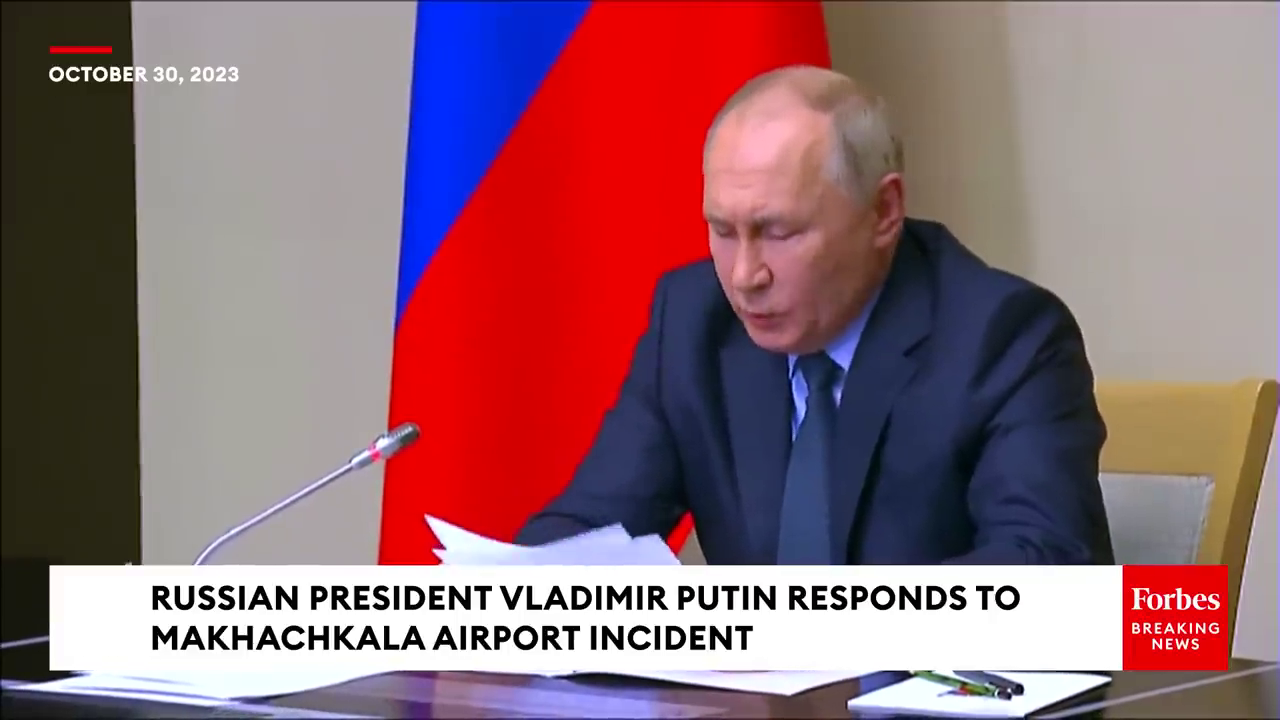 OCTOBER 30, 2023
RUSSIAN PRESIDENT VLADIMIR PUTIN RESPONDS TO
MAKHACHKALA AIRPORT INCIDENT
Forbes
BREAKING
NEWS